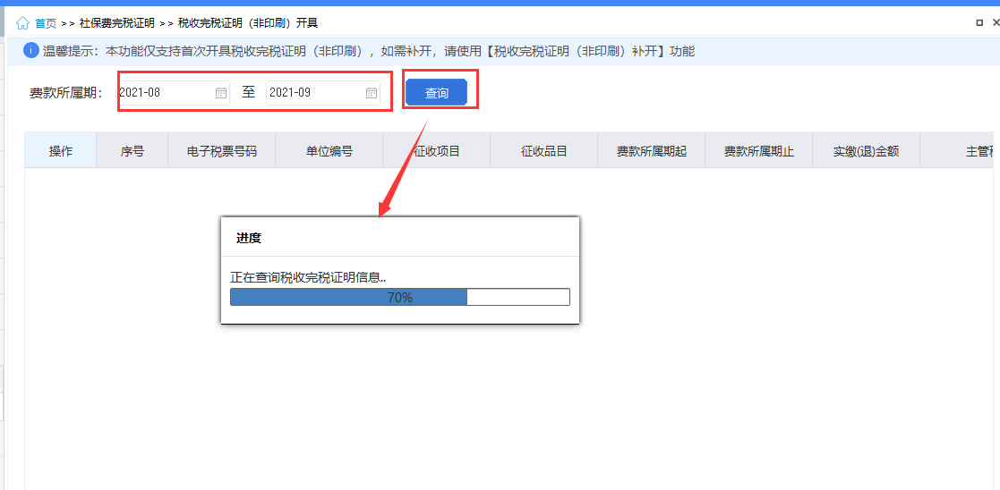 首页 >> 社保费完税证明 >> 税收完税证明（非印刷）开具
温馨提示：本功能仅支持首次开具税收完税证明（非印刷），如需补开，请使用【税收完税证明（非印刷）补开】功能
费款所属期： 2021-08 至 2021-09 查询
操作 序号 电子税票号码 单位编号 征收项目 征收品目 费款所属期起 费款所属期止 实缴(退)金额 主管
进度
正在查询税收完税证明信息..
70%